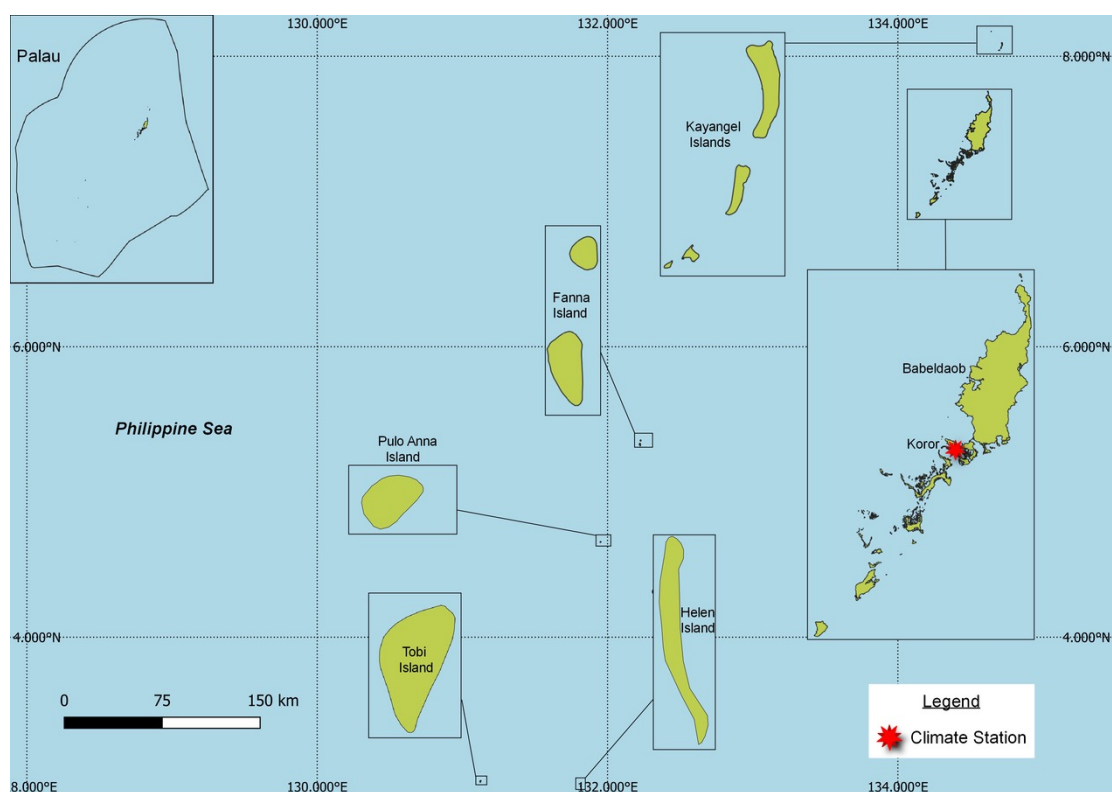 130.000°E
132.000°E
134.000°E
Palau
8.000°N
Kayangel
Islands
Fanna
Island
6.000°N
6.000°N
Babeldaob
Philippine Sea
Pulo Anna
Island
Koror
Helen
Island
4.000°N
4.000°N
Tobi
Island
0 75 150 km
Legend
Climate Station
8.000°E
130.000°E
132.000°E
134.000°E